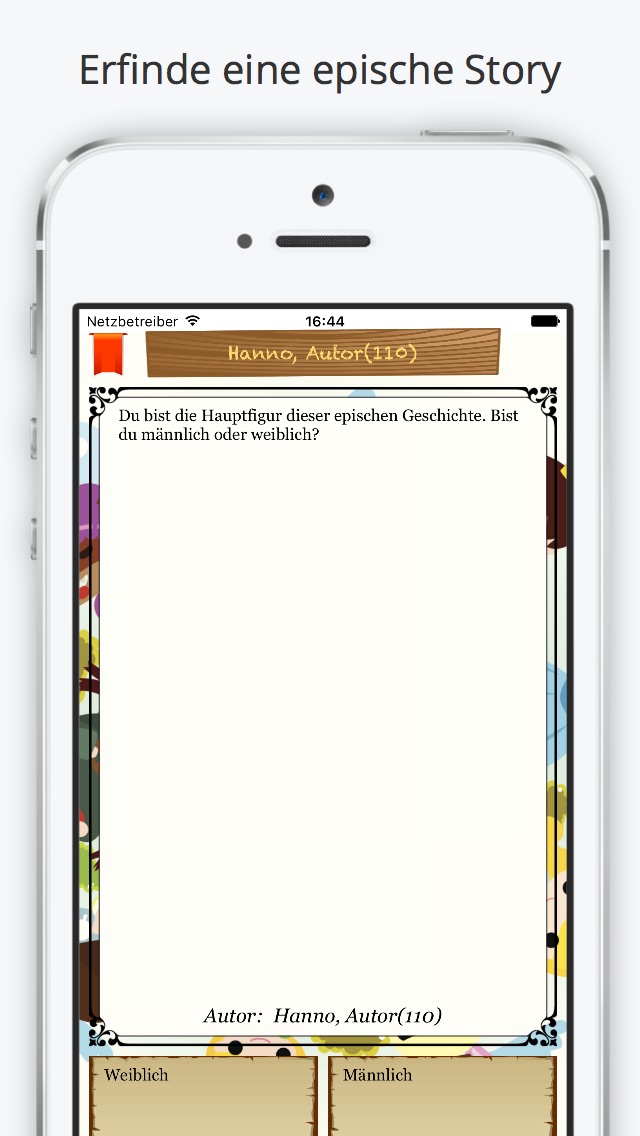 Erfinde eine epische Story
Netzbetreiber 16:44
Hanno, Autor(110)
Du bist die Hauptfigur dieser epischen Geschichte. Bist
du männlich oder weiblich?
Autor: Hanno, Autor(110)
Weiblich
Männlich